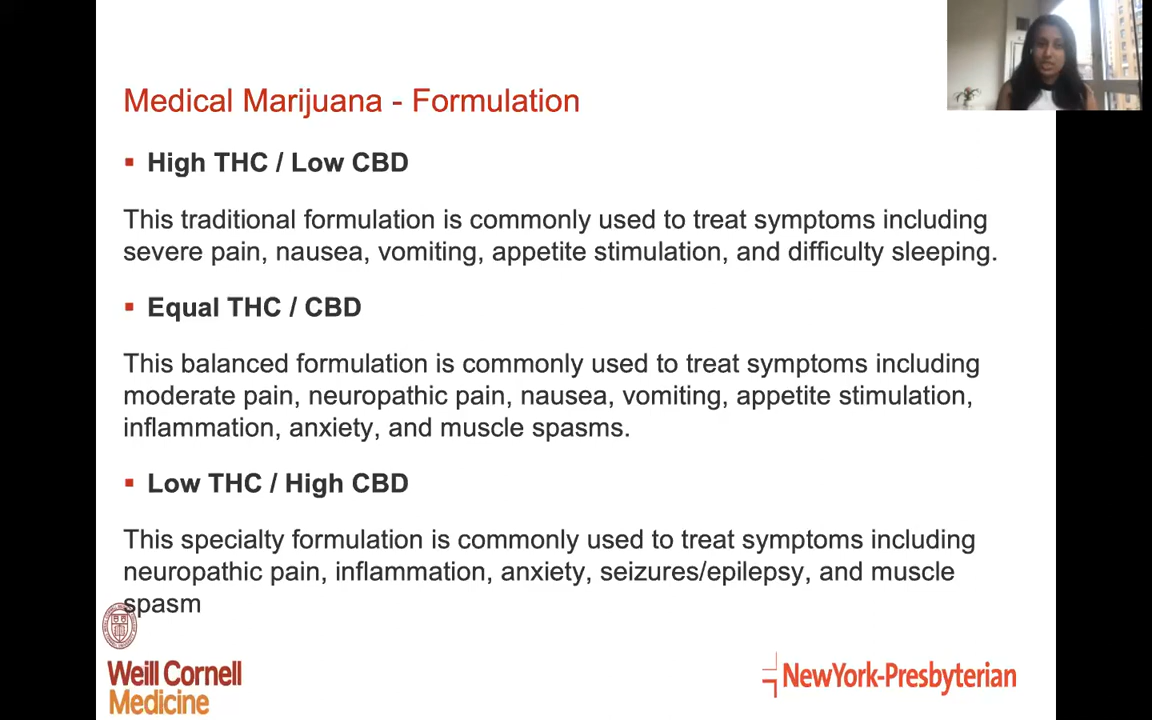 Medical Marijuana - Formulation
▪ High THC / Low CBD
This traditional formulation is commonly used to treat symptoms including
severe pain, nausea, vomiting, appetite stimulation, and difficulty sleeping.
▪ Equal THC / CBD
This balanced formulation is commonly used to treat symptoms including
moderate pain, neuropathic pain, nausea, vomiting, appetite stimulation,
inflammation, anxiety, and muscle spasms.
▪ Low THC / High CBD
This specialty formulation is commonly used to treat symptoms including
neuropathic pain, inflammation, anxiety, seizures/epilepsy, and muscle
spasm
Weill Cornell
Medicine
NewYork-Presbyterian